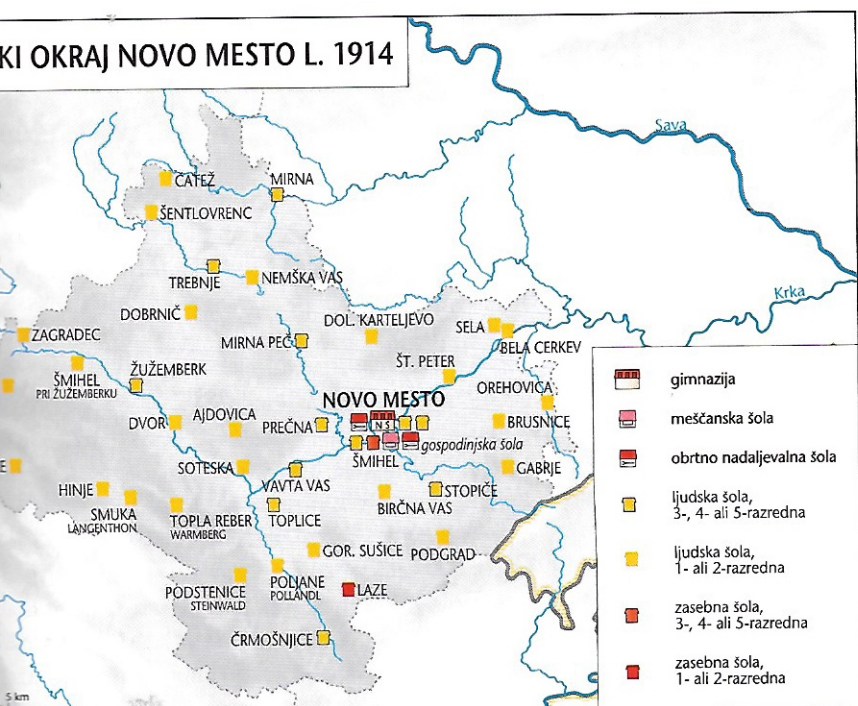 KI OKRAJ NOVO MESTO L. 1914
Sava
ČATEŽ
MIRNA
ŠENTLOVRENC
TREBNJE
NEMŠKA VAS
Krka
DOBRNIČ
DOL. KARTELJEVO
SELA
ZAGRADEC
MIRNA PEČ
BELA CERKEV
ŠMIHEL
PRI ŽUŽEMBERKU
ŽUŽEMBERK
ŠT. PETER
OREHOVICA
NOVO MESTO
DVOR
AJDOVICA
PREČNA
N Š
BRUSNICE
gospodinjska šola
ŠMIHEL
E
SOTESKA
VAVTA VAS
GABRJE
HINJE
SMUKA
LANGENTHON
TOPLA REBER
WARMBERG
TOPLICE
BIRČNA VAS
STOPIČE
GOR. SUŠICE
PODGRAD
PODSTENICE
STEINWALD
POLJANE
POLLANDL
LAZE
ČRMOŠNJICE
5 km
gimnazija
meščanska šola
obrtno nadaljevalna šola
ljudska šola,
3-, 4- ali 5-razredna
ljudska šola,
1- ali 2-razredna
zasebna šola,
3-, 4- ali 5-razredna
zasebna šola,
1- ali 2-razredna